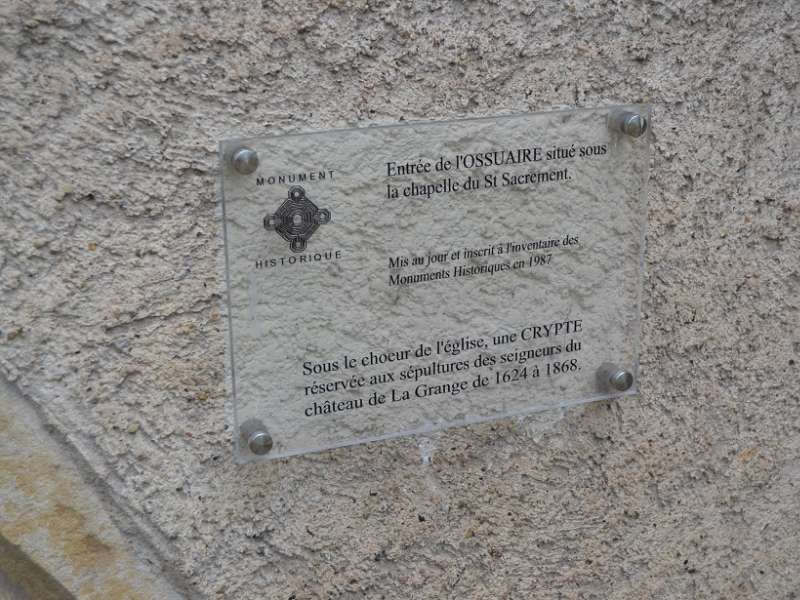 MONUMENT
HISTORIQUE
Entrée de l'OSSUAIRE situé sous
la chapelle du St Sacrement.
Mis au jour et inscrit à l'inventaire des
Monuments Historiques en 1987
Sous le choeur de l'église, une CRYPTE
réservée aux sépultures des seigneurs du
château de La Grange de 1624 à 1868.